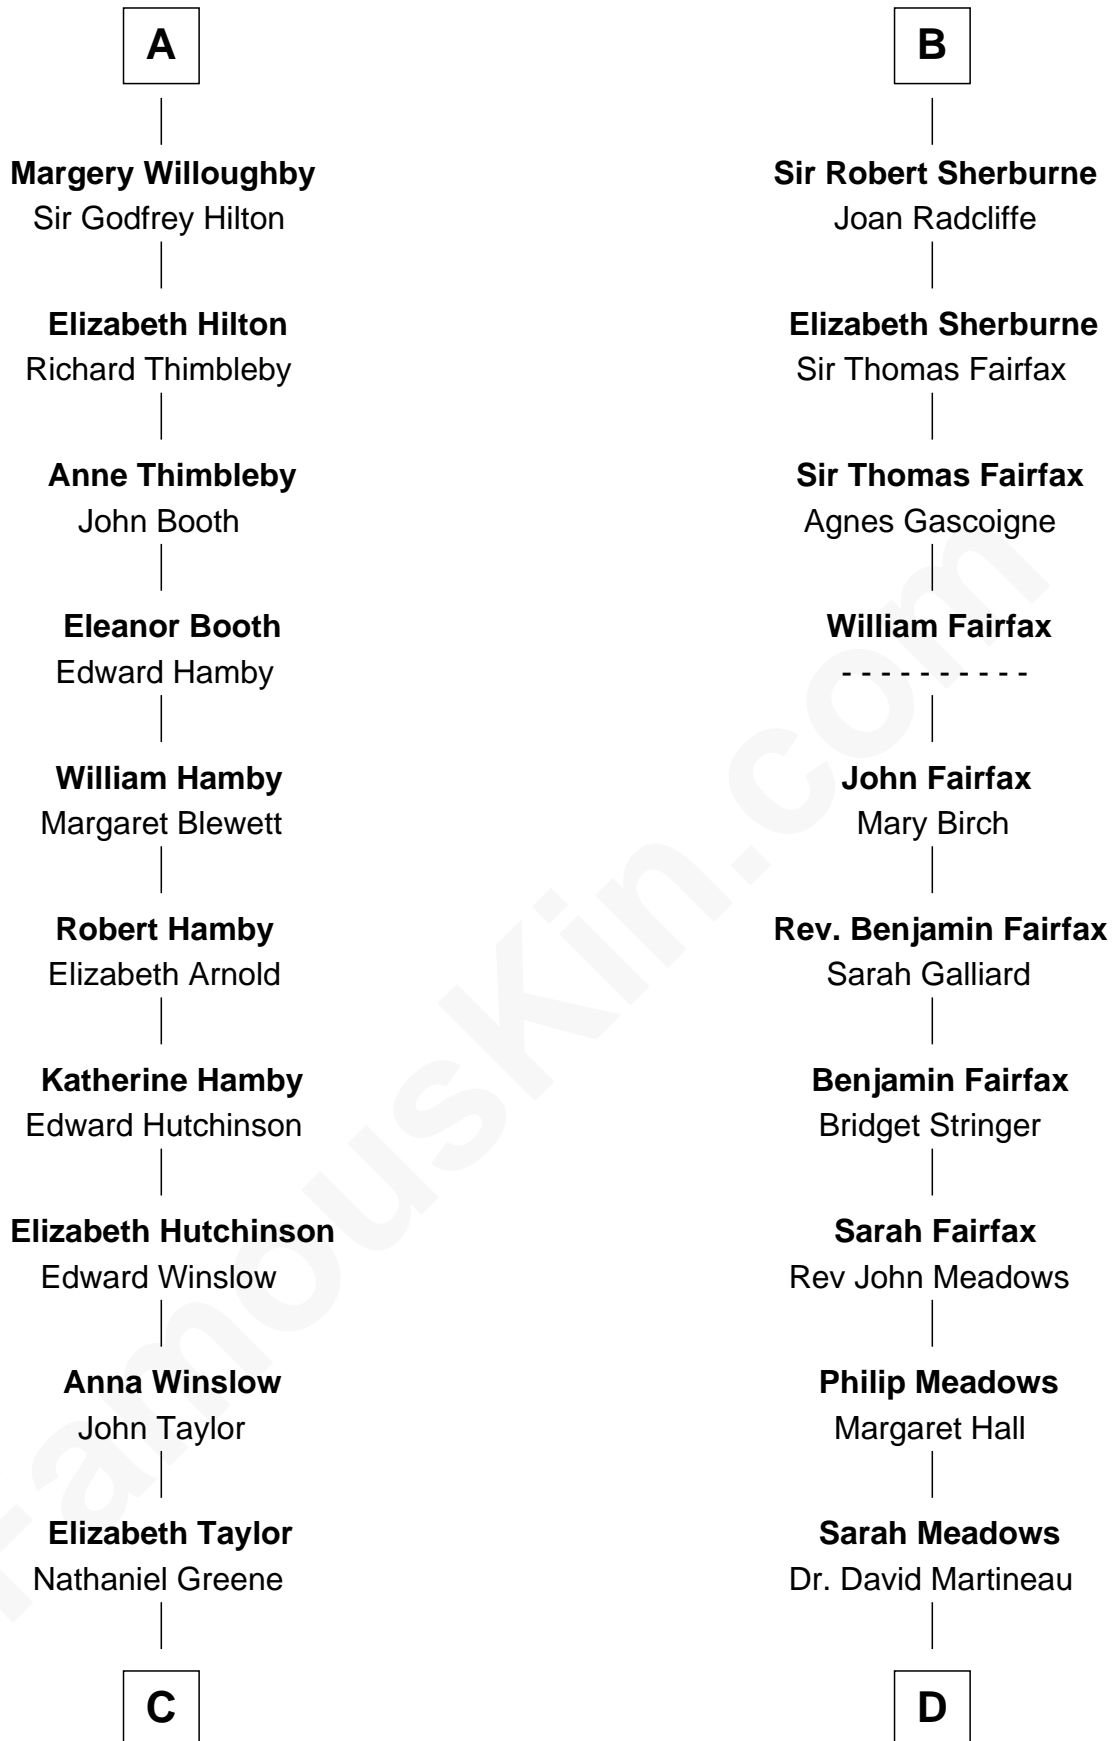 A
Margery Willoughby
Sir Godfrey Hilton
Elizabeth Hilton
Richard Thimbleby
Anne Thimbleby
John Booth
Eleanor Booth
Edward Hamby
William Hamby
Margaret Blewett
Robert Hamby
Elizabeth Arnold
Katherine Hamby
Edward Hutchinson
Elizabeth Hutchinson
Edward Winslow
Anna Winslow
John Taylor
Elizabeth Taylor
Nathaniel Greene
C
B
Sir Robert Sherburne
Joan Radcliffe
Elizabeth Sherburne
Sir Thomas Fairfax
Sir Thomas Fairfax
Agnes Gascoigne
William Fairfax
- - - - - - - - - -
John Fairfax
Mary Birch
Rev. Benjamin Fairfax
Sarah Galliard
Benjamin Fairfax
Bridget Stringer
Sarah Fairfax
Rev John Meadows
Philip Meadows
Margaret Hall
Sarah Meadows
Dr. David Martineau
D
FamousKin.com